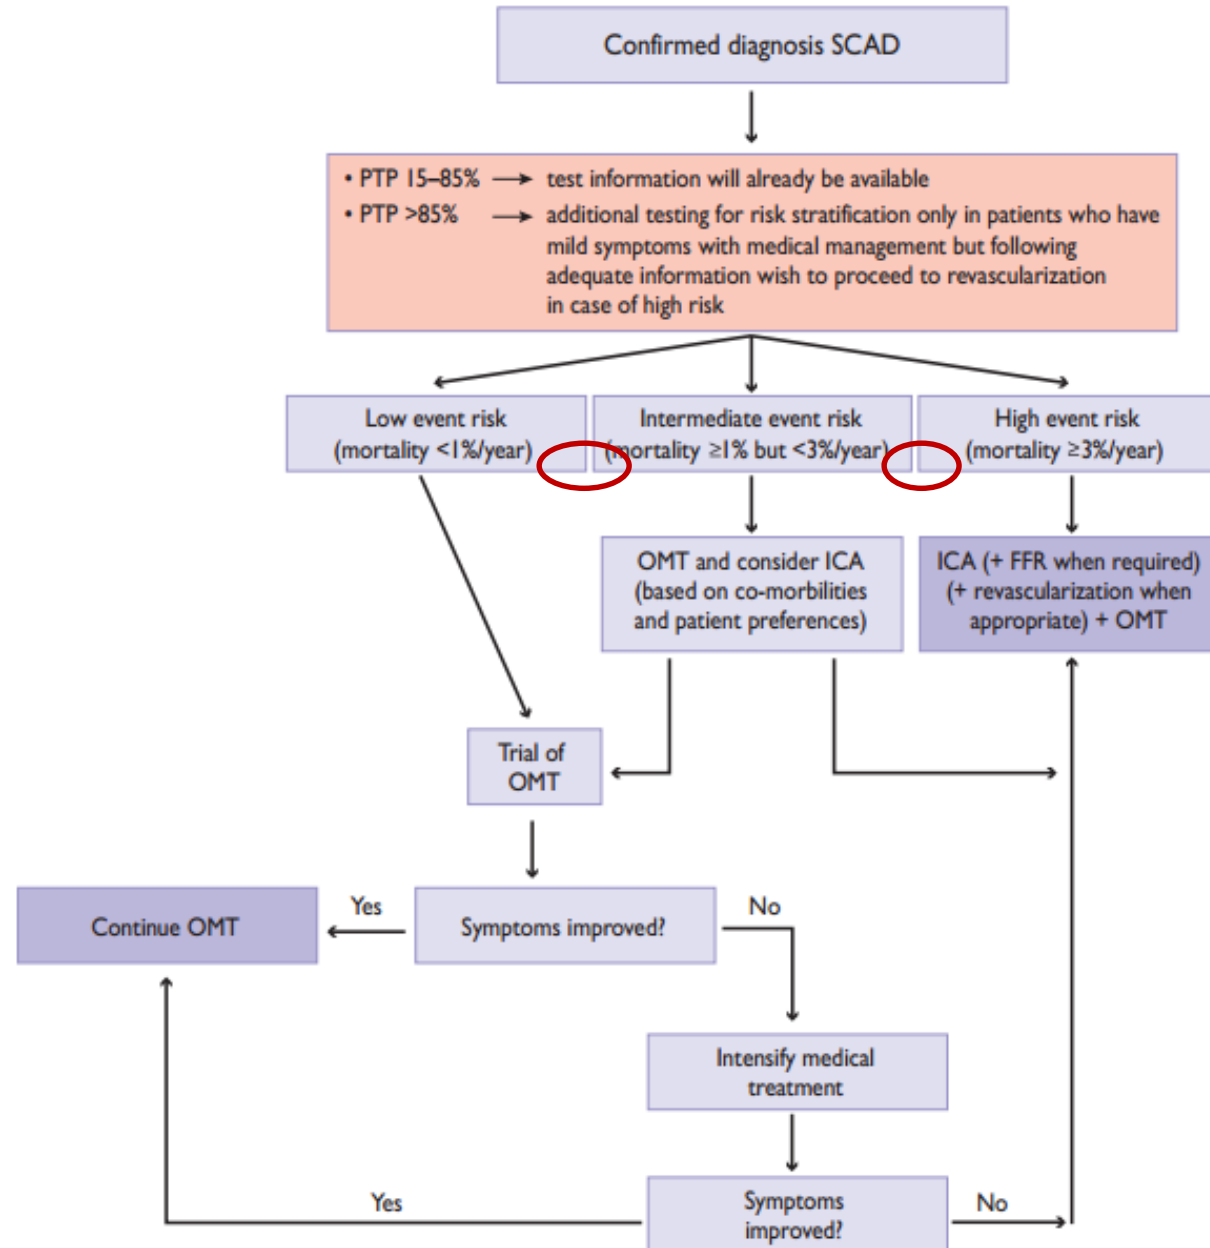 Confirmed diagnosis SCAD
• PTP 15–85% → test information will already be available
• PTP >85% → additional testing for risk stratification only in patients who have
mild symptoms with medical management but following
adequate information wish to proceed to revascularization
in case of high risk
Low event risk
(mortality <1%/year)
Intermediate event risk
(mortality ≥1% but <3%/year)
High event risk
(mortality ≥3%/year)
OMT and consider ICA
(based on co-morbilities
and patient preferences)
ICA (+ FFR when required)
(+ revascularization when
appropriate) + OMT
Trial of
OMT
Continue OMT
Yes
Symptoms improved?
No
Intensify medical
treatment
Yes
Symptoms
improved?
No